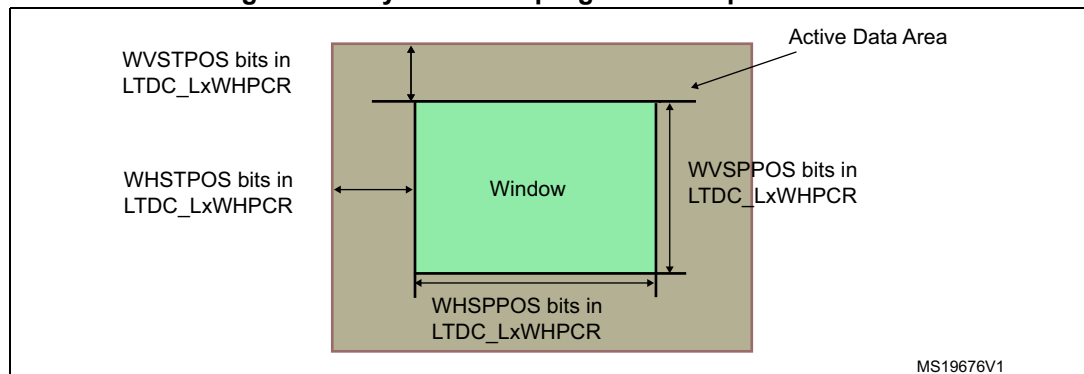 Active Data Area
WVSTPOS bits in
LTDC_LxWHPCR
WHSTPOS bits in
LTDC_LxWHPCR
Window
WVSPPOS bits in
LTDC_LxWHPCR
WHSPPOS bits in
LTDC_LxWHPCR
MS19676V1